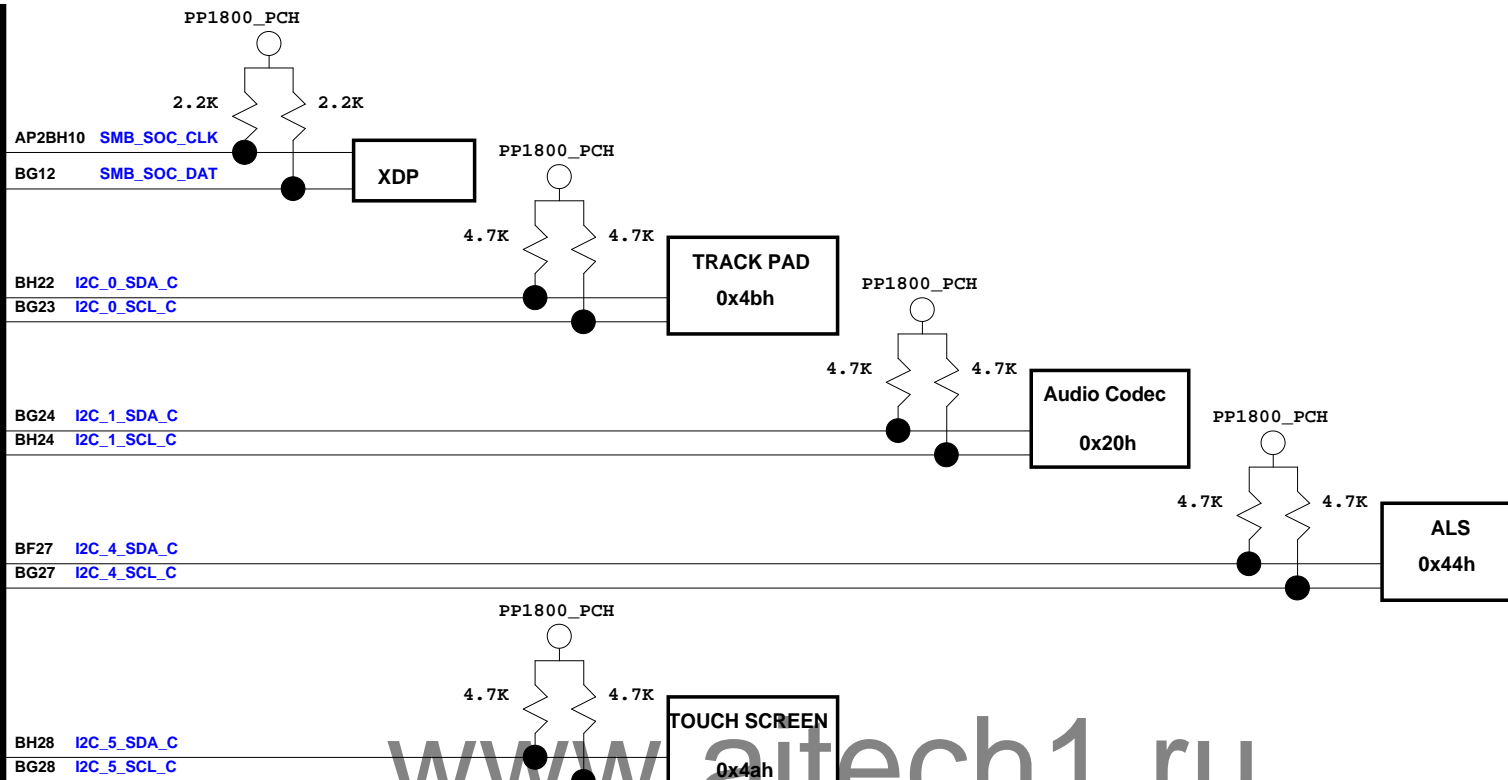 PP1800_PCH
2.2K 2.2K
AP2BH10 SMB_SOC_CLK
BG12 SMB_SOC_DAT
XDP
PP1800_PCH
4.7K 4.7K
TRACK PAD
0x4bh
BH22 I2C_0_SDA_C
BG23 I2C_0_SCL_C
PP1800_PCH
4.7K 4.7K
Audio Codec
0x20h
BG24 I2C_1_SDA_C
BH24 I2C_1_SCL_C
PP1800_PCH
4.7K 4.7K
ALS
0x44h
BF27 I2C_4_SDA_C
BG27 I2C_4_SCL_C
PP1800_PCH
4.7K 4.7K
TOUCH SCREEN
0x4ah
BH28 I2C_5_SDA_C
BG28 I2C_5_SCL_C
www.aitech1.ru